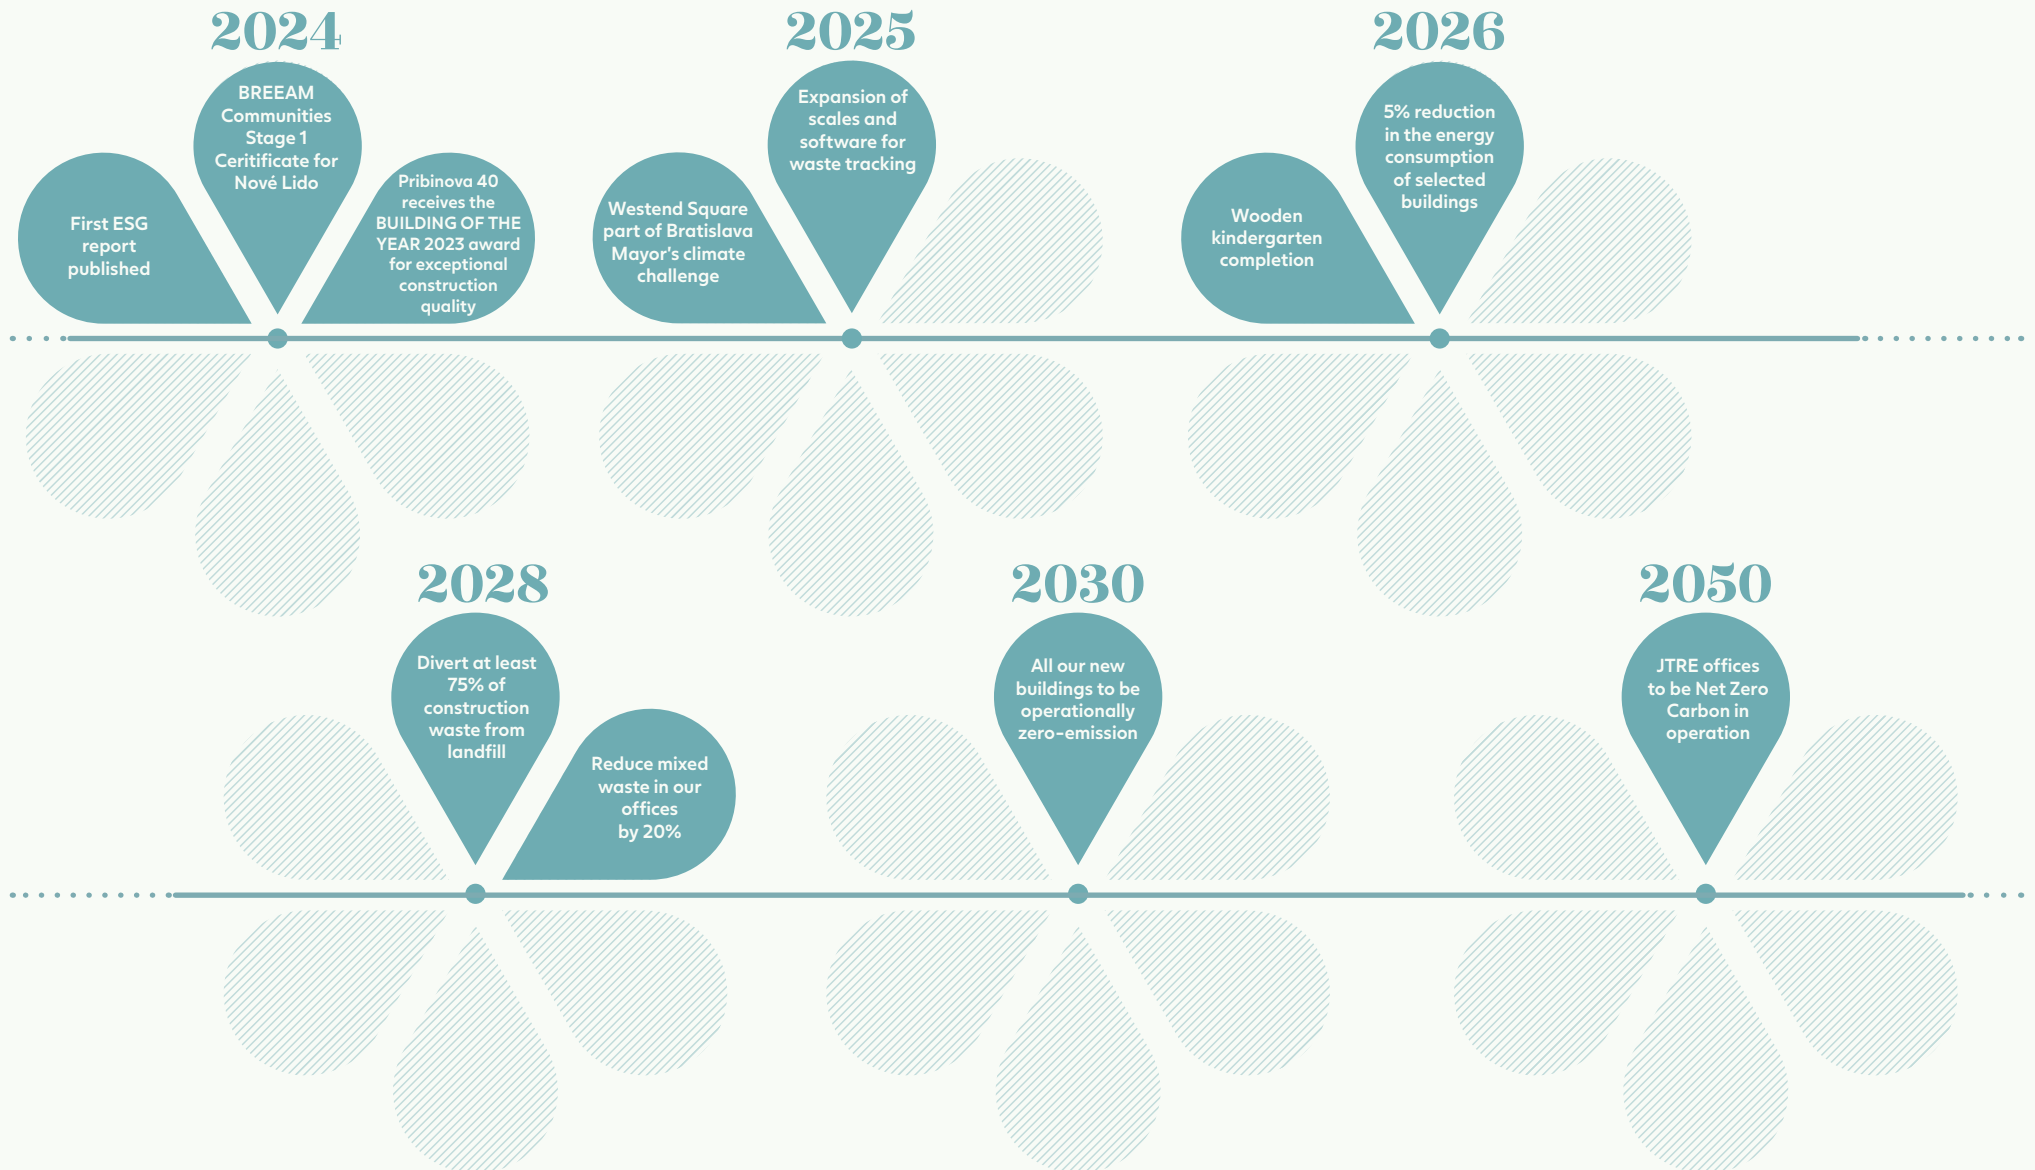 2024
First ESG
report
published
BREEAM
Communities
Stage 1
Ceritificate for
Nové Lido
Pribinova 40
receives the
BUILDING OF THE
YEAR 2023 award
for exceptional
construction
quality
2025
Westend Square
part of Bratislava
Mayor's climate
challenge
Expansion of
scales and
software for
waste tracking
2026
Wooden
kindergarten
completion
5% reduction
in the energy
consumption
of selected
buildings
2028
Divert at least
75% of
construction
waste from
landfill
Reduce mixed
waste in our
offices
by 20%
2030
All our new
buildings to be
operationally
zero-emission
2050
JTRE offices
to be Net Zero
Carbon in
operation